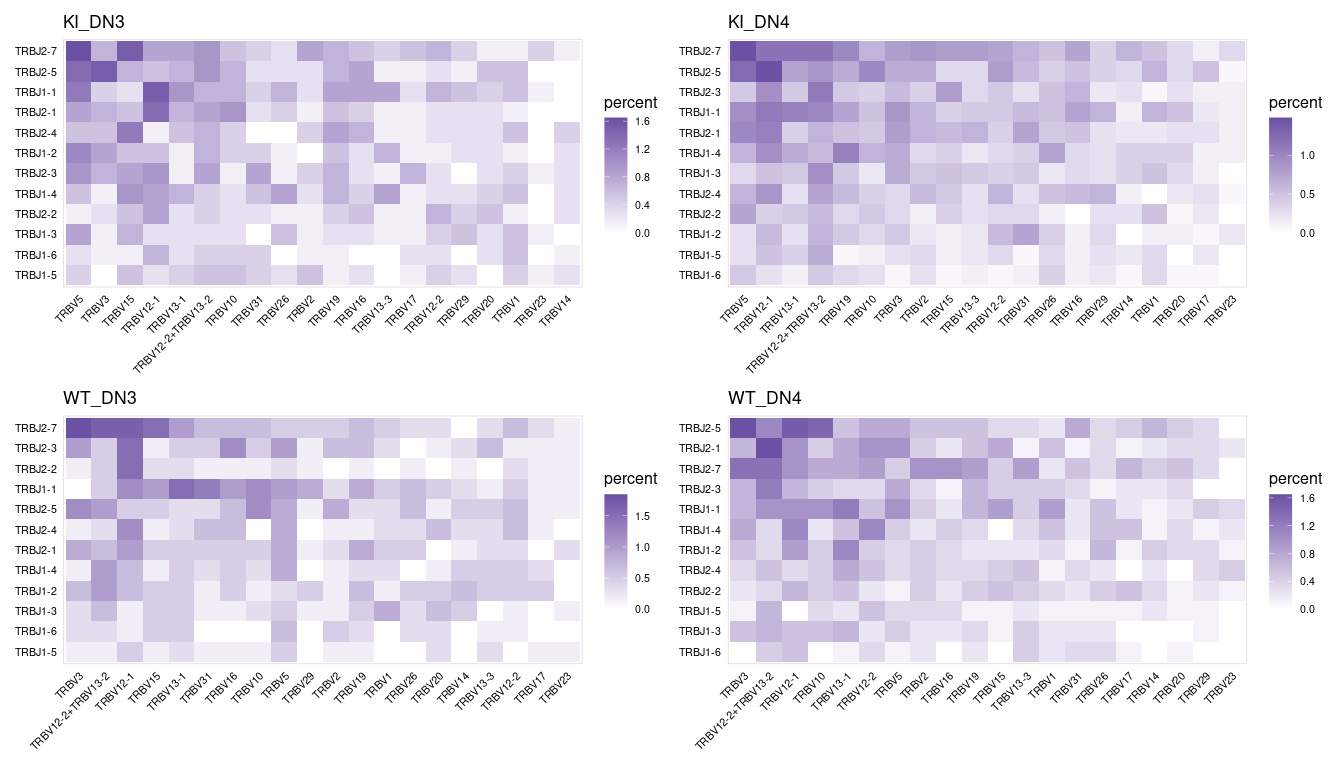 KI_DN3
TRBJ2-7
TRBJ2-5
TRBJ1-1
TRBJ2-1
TRBJ2-4
TRBJ1-2
TRBJ2-3
TRBJ1-4
TRBJ2-2
TRBJ1-3
TRBJ1-6
TRBJ1-5
TRBV5
TRBV3
TRBV15
TRBV12-1
TRBV13-1
TRBV12-2+TRBV13-2
TRBV10
TRBV31
TRBV26
TRBV2
TRBV19
TRBV16
TRBV13-3
TRBV17
TRBV12-2
TRBV29
TRBV20
TRBV1
TRBV23
TRBV14
percent
1.6
1.2
0.8
0.4
0.0
KI_DN4
TRBJ2-7
TRBJ2-5
TRBJ2-3
TRBJ1-1
TRBJ2-1
TRBJ1-4
TRBJ1-3
TRBJ2-4
TRBJ2-2
TRBJ1-2
TRBJ1-5
TRBJ1-6
TRBV5
TRBV12-1
TRBV13-1
TRBV12-2+TRBV13-2
TRBV19
TRBV10
TRBV3
TRBV2
TRBV15
TRBV13-3
TRBV12-2
TRBV31
TRBV26
TRBV16
TRBV29
TRBV14
TRBV1
TRBV20
TRBV17
TRBV23
percent
1.0
0.5
0.0
WT_DN3
TRBJ2-7
TRBJ2-3
TRBJ2-2
TRBJ1-1
TRBJ2-5
TRBJ2-4
TRBJ2-1
TRBJ1-4
TRBJ1-2
TRBJ1-3
TRBJ1-6
TRBJ1-5
TRBV3
TRBV12-2+TRBV13-2
TRBV12-1
TRBV15
TRBV13-1
TRBV31
TRBV16
TRBV10
TRBV5
TRBV29
TRBV2
TRBV19
TRBV1
TRBV26
TRBV20
TRBV14
TRBV13-3
TRBV12-2
TRBV17
TRBV23
percent
1.5
1.0
0.5
0.0
WT_DN4
TRBJ2-5
TRBJ2-1
TRBJ2-7
TRBJ2-3
TRBJ1-1
TRBJ1-4
TRBJ1-2
TRBJ2-4
TRBJ2-2
TRBJ1-5
TRBJ1-3
TRBJ1-6
TRBV3
TRBV12-2+TRBV13-2
TRBV12-1
TRBV10
TRBV13-1
TRBV12-2
TRBV5
TRBV2
TRBV16
TRBV19
TRBV15
TRBV13-3
TRBV1
TRBV31
TRBV26
TRBV17
TRBV14
TRBV20
TRBV29
TRBV23
percent
1.6
1.2
0.8
0.4
0.0